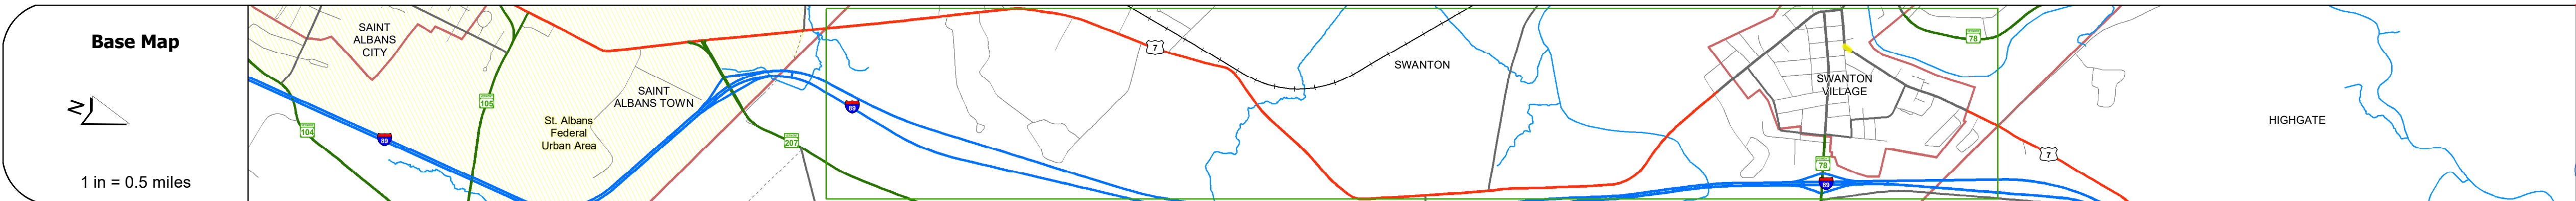 Base Map
N
1 in = 0.5 miles
SAINT
ALBANS
CITY
104
89
105
St. Albans
Federal
Urban Area
SAINT
ALBANS TOWN
207
89
7
SWANTON
SWANTON
VILLAGE
78
89
78
7
HIGHGATE